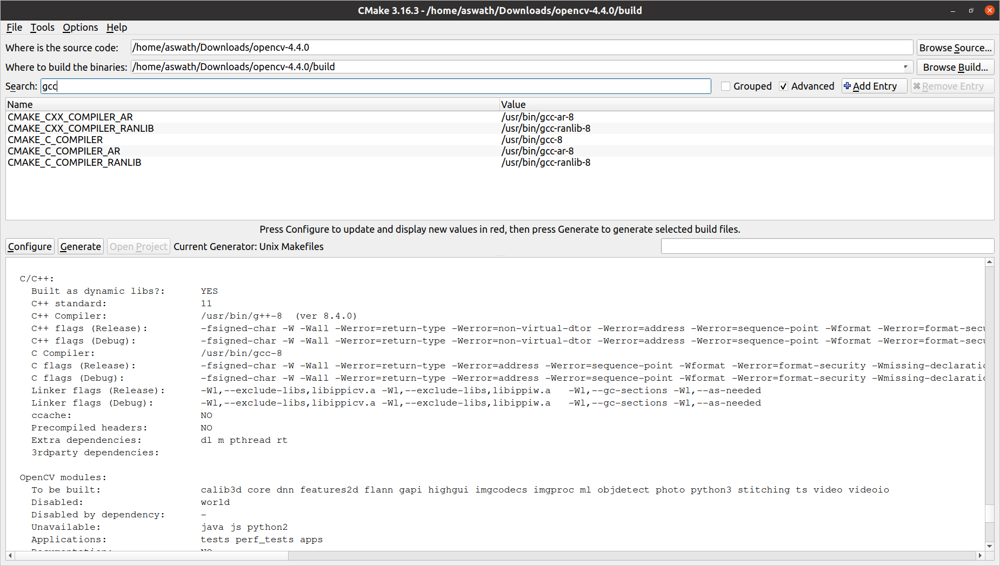 CMake 3.16.3 - /home/aswath/Downloads/opencv-4.4.0/build
File Tools Options Help
Where is the source code: /home/aswath/Downloads/opencv-4.4.0 Browse Source...
Where to build the binaries: /home/aswath/Downloads/opencv-4.4.0/build Browse Build...
Search: gcc Grouped Advanced Add Entry Remove Entry
Name Value
CMAKE_CXX_COMPILER_AR /usr/bin/gcc-ar-8
CMAKE_CXX_COMPILER_RANLIB /usr/bin/gcc-ranlib-8
CMAKE_C_COMPILER /usr/bin/gcc-8
CMAKE_C_COMPILER_AR /usr/bin/gcc-ar-8
CMAKE_C_COMPILER_RANLIB /usr/bin/gcc-ranlib-8
Press Configure to update and display new values in red, then press Generate to generate selected build files.
Configure Generate Open Project Current Generator: Unix Makefiles
C/C++:
Built as dynamic libs?: YES
C++ standard: 11
C++ Compiler: /usr/bin/g++-8 (ver 8.4.0)
C++ flags (Release): -fsigned-char -W -Wall -Werror=return-type -Werror=non-virtual-dtor -Werror=address -Werror=sequence-point -Wformat -Werror=format-secu
C++ flags (Debug): -fsigned-char -W -Wall -Werror=return-type -Werror=non-virtual-dtor -Werror=address -Werror=sequence-point -Wformat -Werror=format-secu
C Compiler: /usr/bin/gcc-8
C flags (Release): -fsigned-char -W -Wall -Werror=return-type -Werror=address -Werror=sequence-point -Wformat -Werror=format-security -Wmissing-declaratio
C flags (Debug): -fsigned-char -W -Wall -Werror=return-type -Werror=address -Werror=sequence-point -Wformat -Werror=format-security -Wmissing-declaratio
Linker flags (Release): -Wl,--exclude-libs,libippicv.a -Wl,--exclude-libs,libippiw.a -Wl,--gc-sections -Wl,--as-needed
Linker flags (Debug): -Wl,--exclude-libs,libippicv.a -Wl,--exclude-libs,libippiw.a -Wl,--gc-sections -Wl,--as-needed
ccache: NO
Precompiled headers: NO
Extra dependencies: dl m pthread rt
3rdparty dependencies:
OpenCV modules:
To be built: calib3d core dnn features2d flann gapi highgui imgcodecs imgproc ml objdetect photo python3 stitching ts video videoio
Disabled: world
Disabled by dependency: -
Unavailable: java js python2
Applications: tests perf_tests apps
Documentation: NO